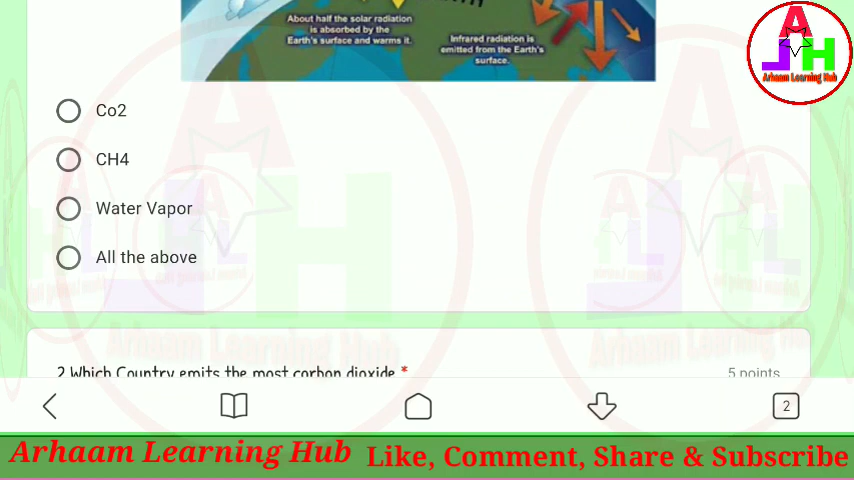 About half the solar radiation
is absorbed by the
Earth's surface and warms it.
Infrared radiation is
emitted from the Earth's
surface.
A
JLH
Arhaam Learning Hub
Co2
CH4
Water Vapor
All the above
2.Which Country emits the most carbon dioxide *
5 points
2
Arhaam Learning Hub Like, Comment, Share & Subscribe